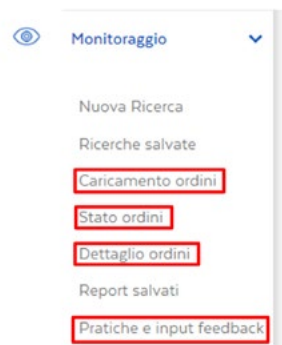 Monitoraggio
Nuova Ricerca
Ricerche salvate
Caricamento ordini
Stato ordini
Dettaglio ordini
Report salvati
Pratiche e input feedback